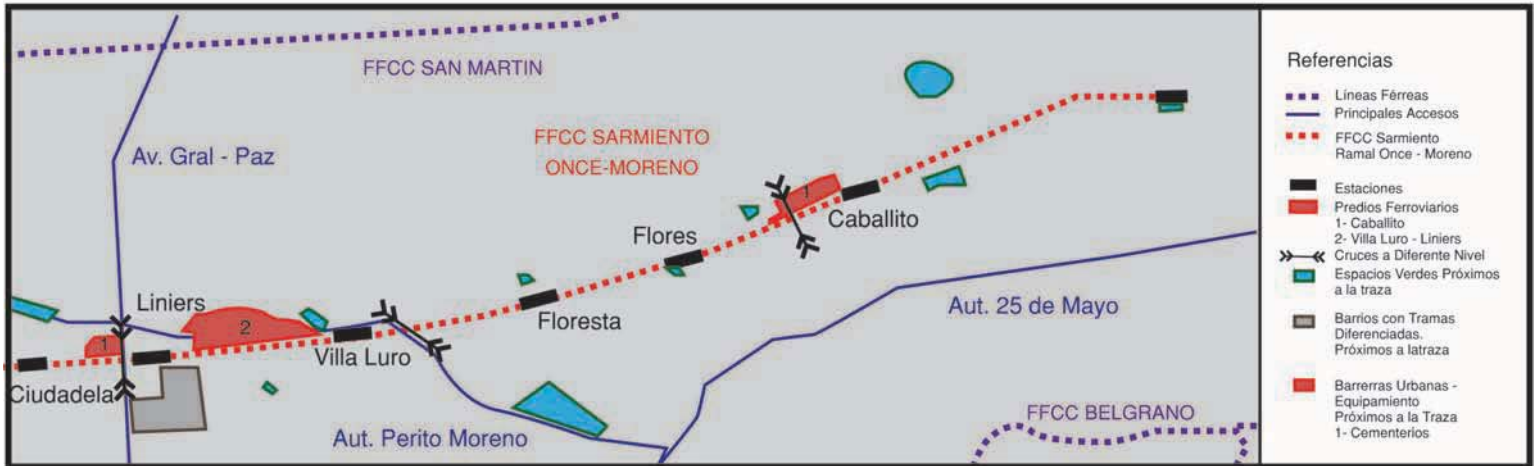 FFCC SAN MARTIN
Av. Gral - Paz
FFCC SARMIENTO
ONCE-MORENO
1
Caballito
Flores
Liniers
2
Floresta
Aut. 25 de Mayo
1
Villa Luro
Ciudadela
Aut. Perito Moreno
FFCC BELGRANO
Referencias
Líneas Férreas
Principales Accesos
FFCC Sarmiento
Ramal Once - Moreno
Estaciones
Predios Ferroviarios
1- Caballito
2- Villa Luro - Liniers
Cruces a Diferente Nivel
Espacios Verdes Próximos
a la traza
Barrios con Tramas
Diferenciadas.
Próximos a latraza
Barrerras Urbanas -
Equipamiento
Próximos a la Traza
1- Cementerios